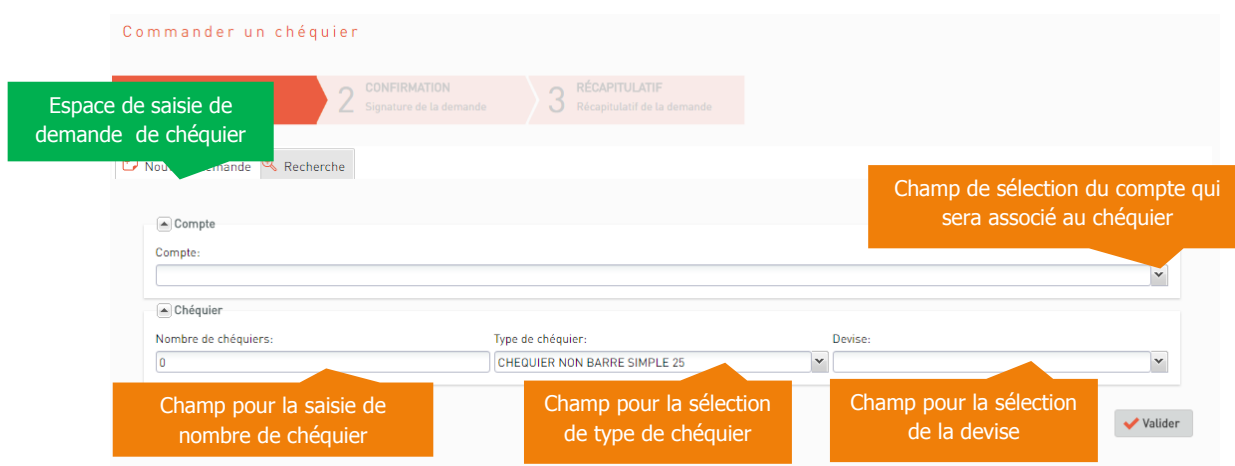 Commander un chéquier
Espace de saisie de
demande de chéquier
2 CONFIRMATION
Signature de la demande
3 RÉCAPITULATIF
Récapitulatif de la demande
Recherche
Champ de sélection du compte qui
sera associé au chéquier
Compte
Compte:
Chéquier
Nombre de chéquiers:
Type de chéquier:
Devise:
0
CHEQUIER NON BARRE SIMPLE 25
Champ pour la saisie de
nombre de chéquier
Champ pour la sélection
de type de chéquier
Champ pour la sélection
de la devise
Valider